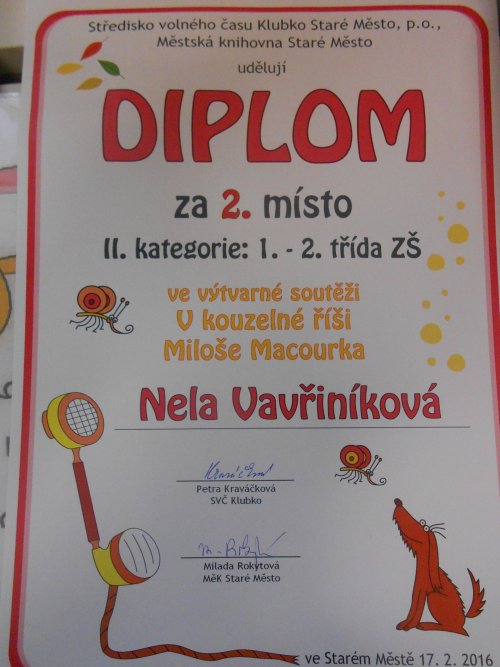 Středisko volného času Klubko Staré Město, p.o.,
Městská knihovna Staré Město
udělují
DIPLOM
za 2. místo
II. kategorie: 1. - 2. třída ZŠ
ve výtvarné soutěži
V kouzelné říši
Miloše Macourka
Nela Vavřiníková
Petra Kraváčková
SVČ Klubko
Milada Rokytová
MěK Staré Město
ve Starém Městě 17. 2. 2016